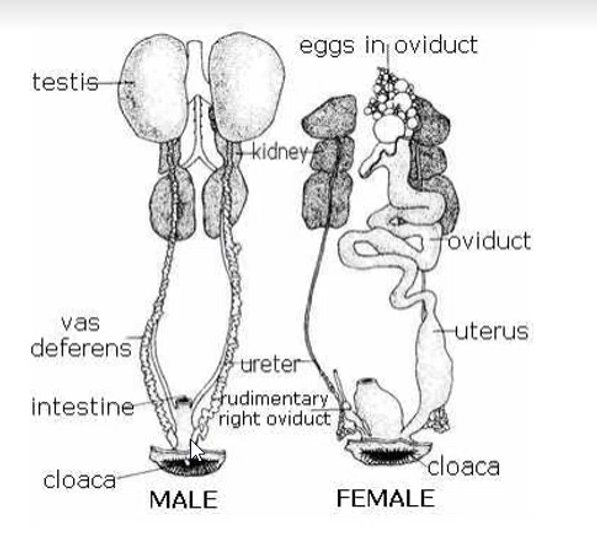 eggs in oviduct
testis
kidney
oviduct
vas
deferens
uterus
ureter
intestine
rudimentary
right oviduct
cloaca
cloaca
MALE
FEMALE